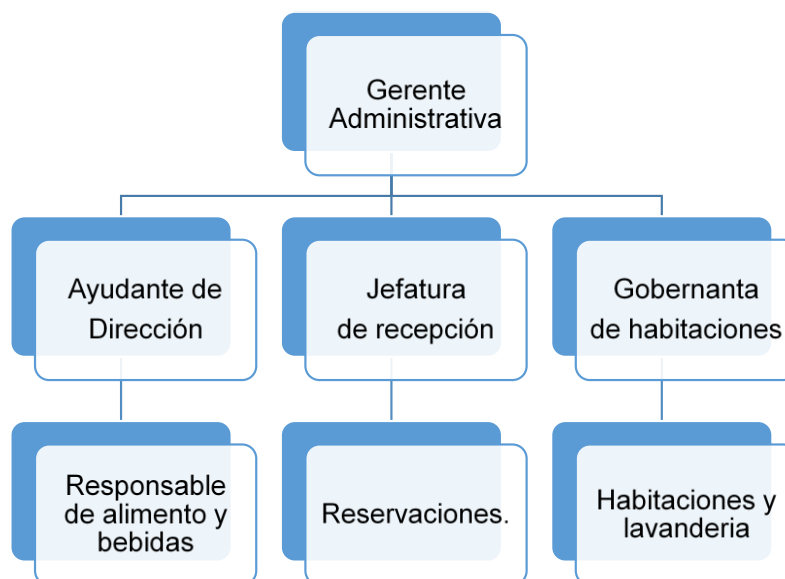 Gerente
Administrativa
Ayudante de
Dirección
Jefatura
de recepción
Gobernanta
de habitaciones
Responsable
de alimento y
bebidas
Reservaciones.
Habitaciones y
lavanderia